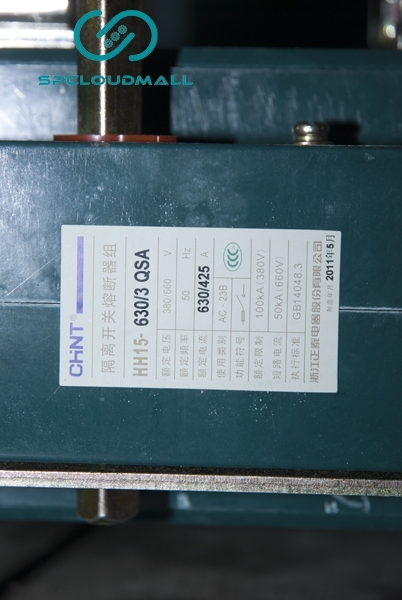 SPCLOUDMALL
CHNT
隔离开关熔断器组
HH15- 630/3 QSA
额定电压 380/660 V
额定频率 50 Hz
额定电流 630/425 A
使用类别 AC-23B
功能符号
额定限制 100kA(380V)
短路电流 50kA(660V)
执行标准 GB14048.3
浙江正泰电器股份有限公司
制造年月 2011年5月